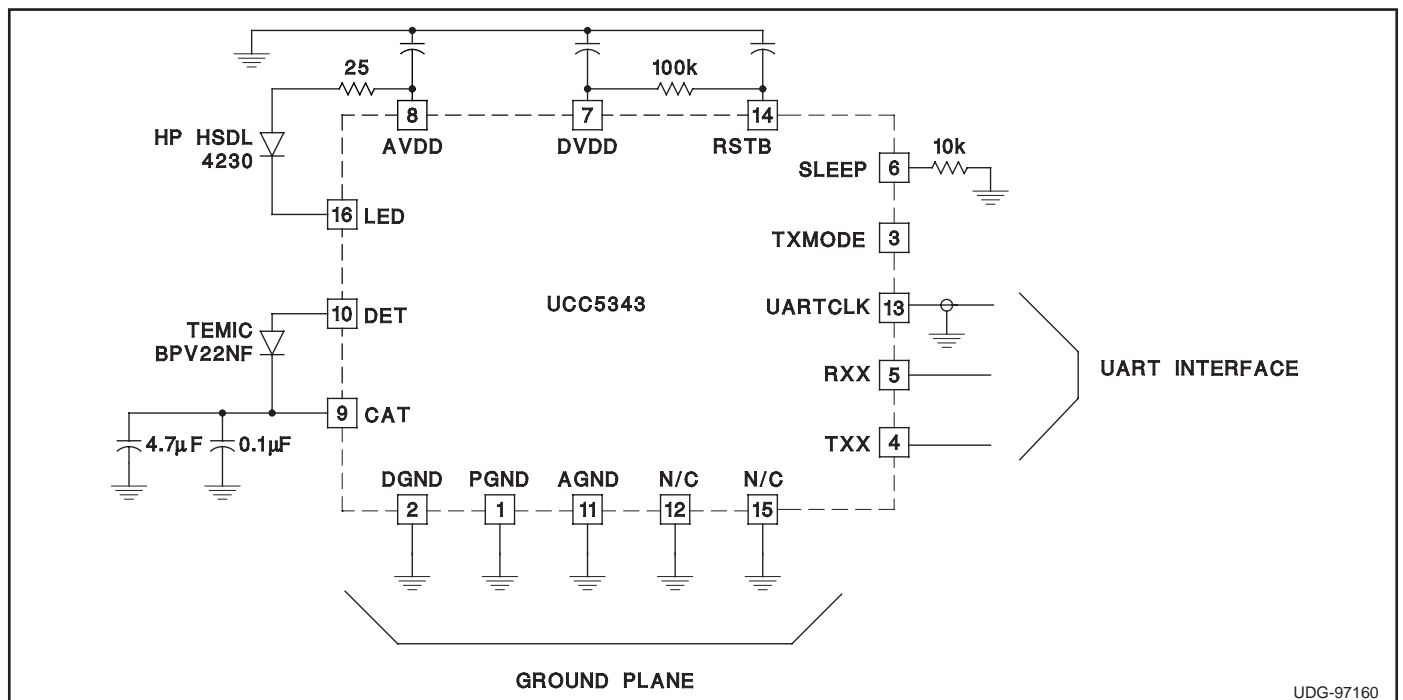 25
100k
8
7
14
HP HSDL
4230
AVDD
DVDD
RSTB
10k
SLEEP
6
16
LED
TXMODE
3
UCC5343
UARTCLK
13
10
DET
TEMIC
BPV22NF
RXX
5
UART INTERFACE
9
CAT
4.7μF
0.1μF
TXX
4
DGND
PGND
AGND
N/C
N/C
2
1
11
12
15
GROUND PLANE
UDG-97160